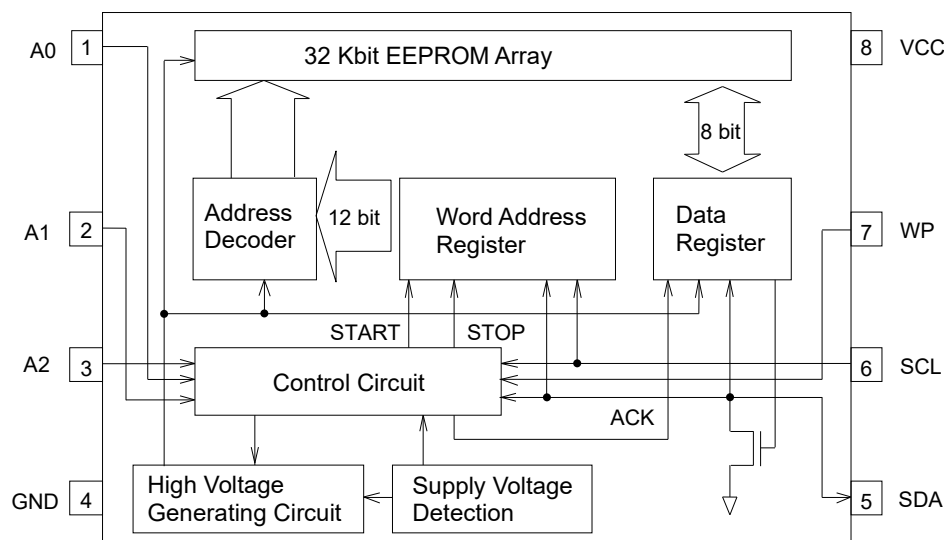 A0 1
32 Kbit EEPROM Array
8 VCC
8 bit
A1 2
Address
Decoder
12 bit
Word Address
Register
Data
Register
7 WP
START
STOP
A2 3
Control Circuit
6 SCL
ACK
GND 4
High Voltage
Generating Circuit
Supply Voltage
Detection
5 SDA